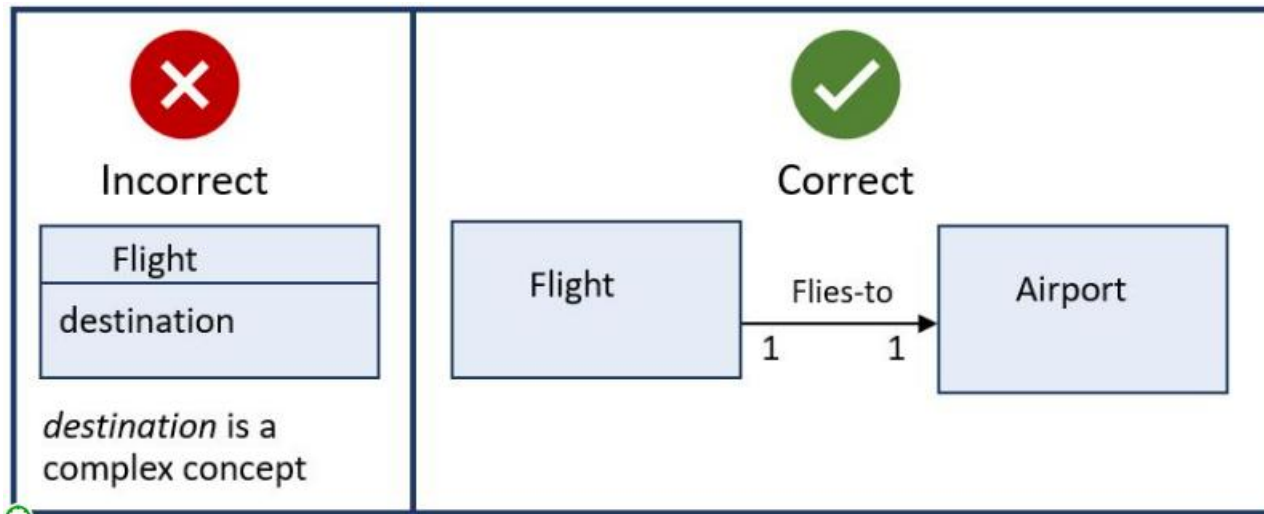 Incorrect
Flight
destination
destination is a
complex concept
Correct
Flight
Flies-to
1
1
Airport